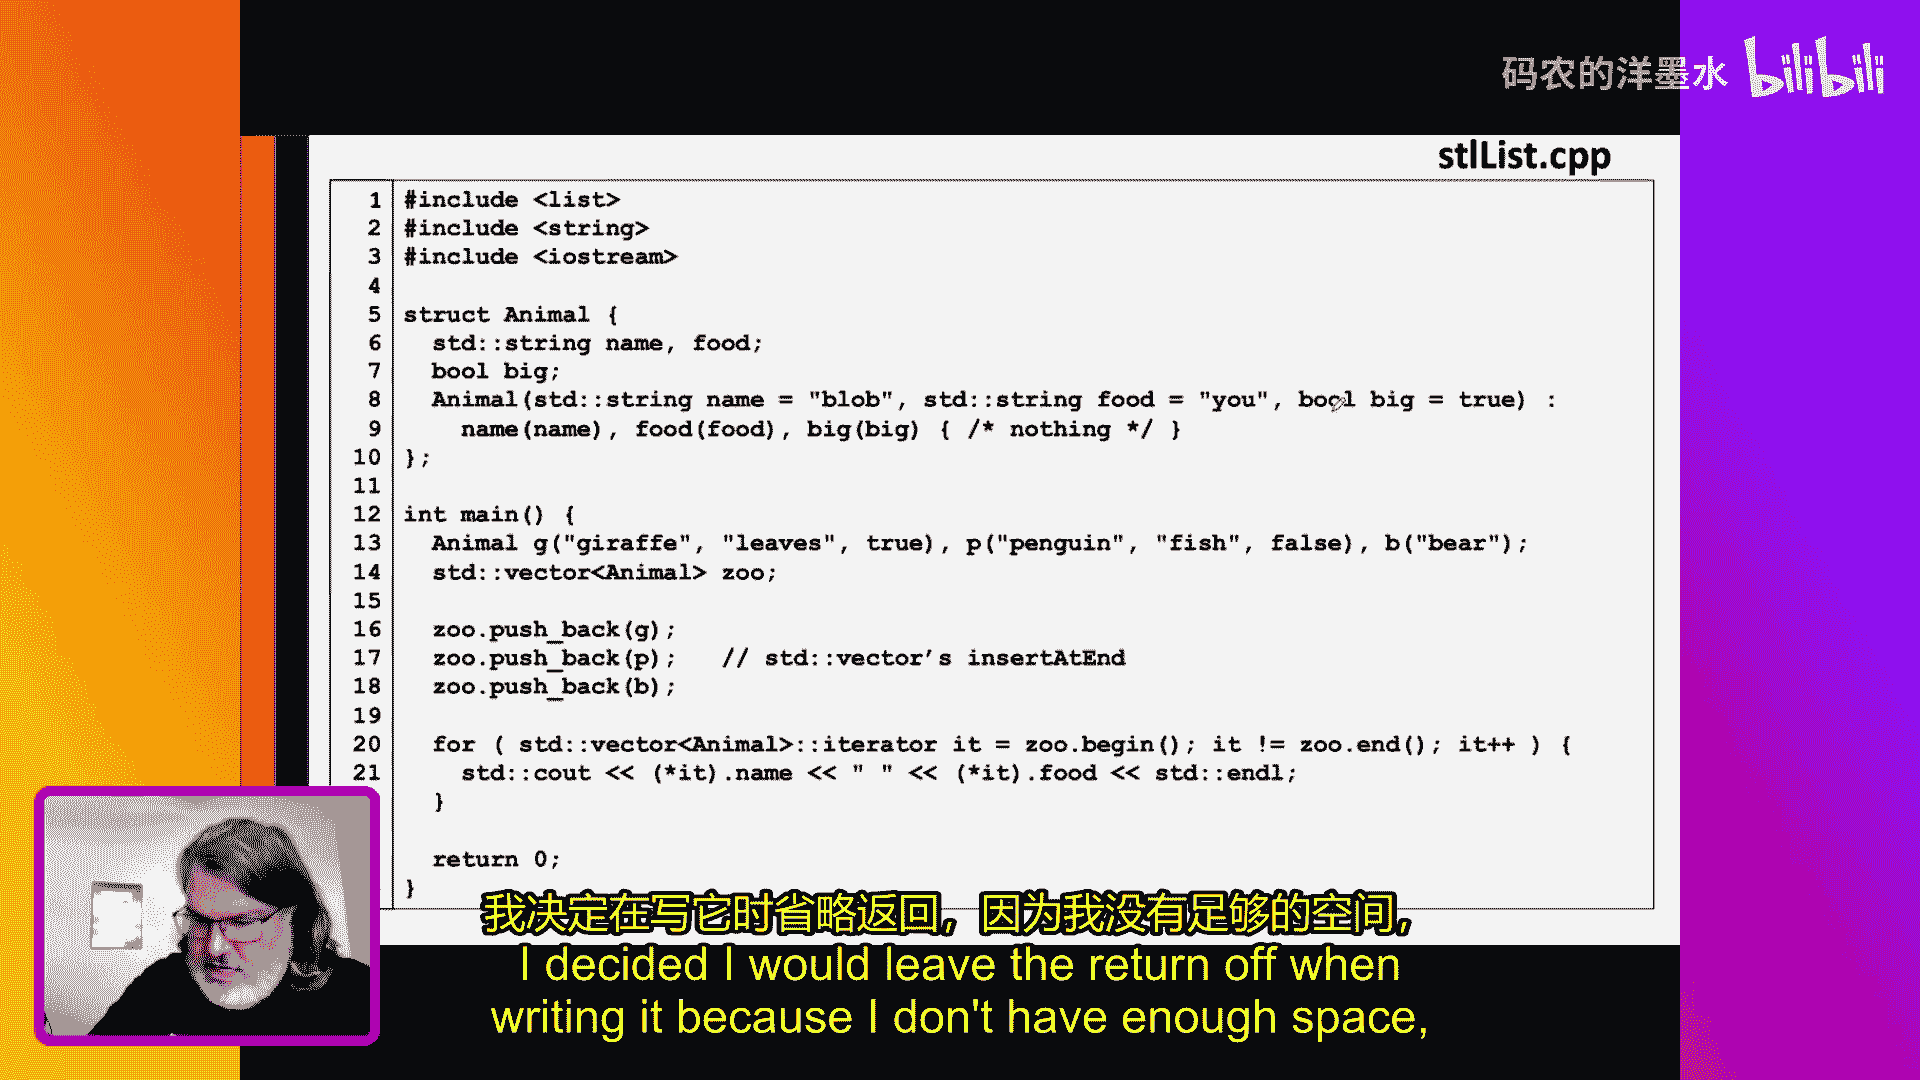 码农的洋墨水 bilibili
stlList.cpp
1 #include <list>
2 #include <string>
3 #include <iostream>
4
5 struct Animal {
6 std::string name, food;
7 bool big;
8 Animal(std::string name = "blob", std::string food = "you", bool big = true) :
9 name(name), food(food), big(big) { /* nothing */ }
10 };
11
12 int main() {
13 Animal g("giraffe", "leaves", true), p("penguin", "fish", false), b("bear");
14 std::vector<Animal> zoo;
15
16 zoo.push_back(g);
17 zoo.push_back(p); // std::vector’s insertAtEnd
18 zoo.push_back(b);
19
20 for ( std::vector<Animal>::iterator it = zoo.begin(); it != zoo.end(); it++ ) {
21 std::cout << (*it).name << " " << (*it).food << std::endl;
}
return 0;
}
我决定在写它时省略返回，因为我没有足够的空间，
I decided I would leave the return off when
writing it because I don't have enough space,